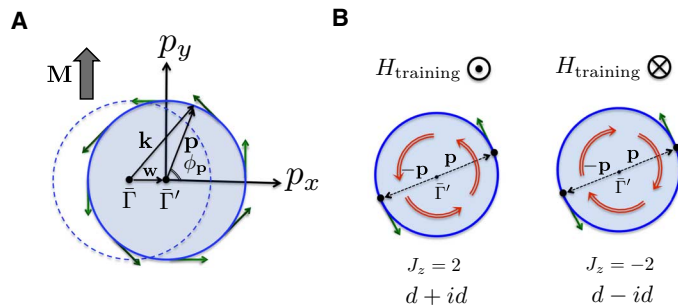 A
M
p_y
k
p
w
ϕ_p
p_x
Γ̄
Γ̄′
B
H_training ⊙
-p
p
Γ̄′
J_z = 2
d + id
H_training ⊗
-p
p
Γ̄′
J_z = −2
d − id